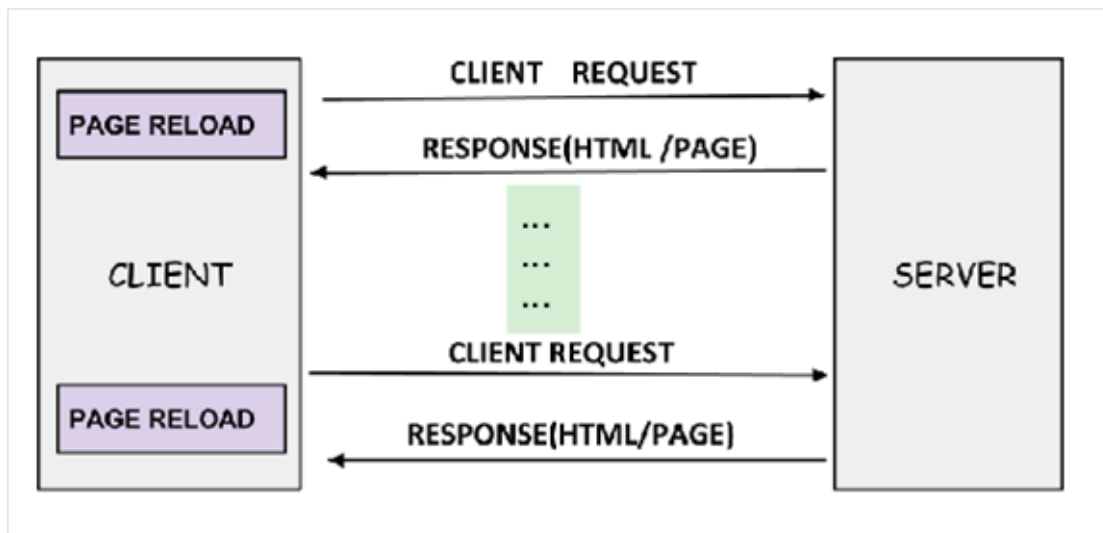 CLIENT REQUEST
PAGE RELOAD
RESPONSE(HTML /PAGE)
...
CLIENT
SERVER
...
...
CLIENT REQUEST
PAGE RELOAD
RESPONSE(HTML/PAGE)